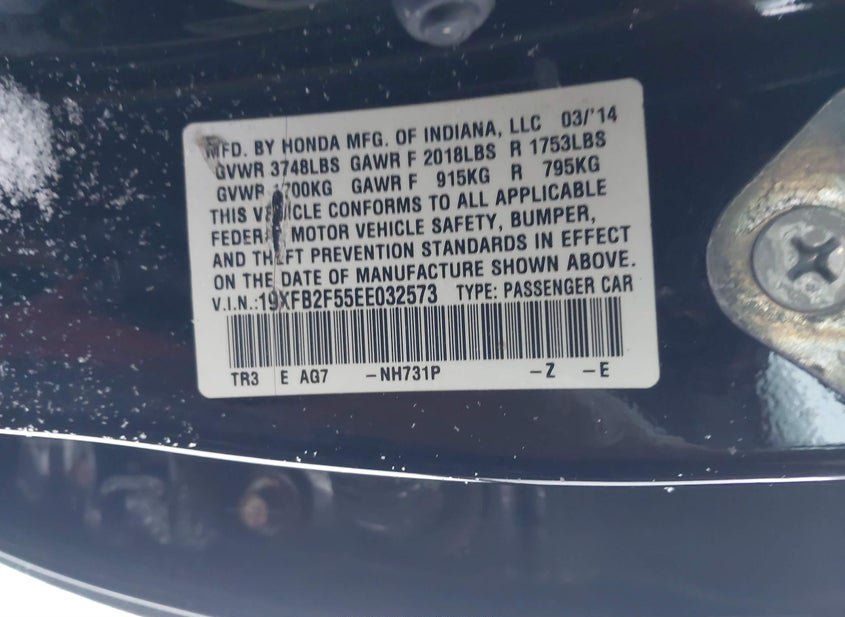 MFD. BY HONDA MFG. OF INDIANA, LLC 03/'14
GVWR 3748LBS GAWR F 2018LBS R 1753LBS
GVWR 1700KG GAWR F 915KG R 795KG
THIS VEHICLE CONFORMS TO ALL APPLICABLE
FEDERAL MOTOR VEHICLE SAFETY, BUMPER,
AND THEFT PREVENTION STANDARDS IN EFFECT
ON THE DATE OF MANUFACTURE SHOWN ABOVE.
V.I.N.:19XFB2F55EE032573 TYPE: PASSENGER CAR
TR3 E AG7 -NH731P -Z -E